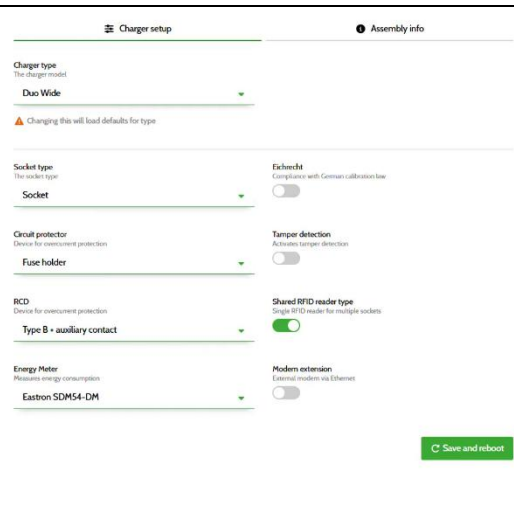 Charger setup
Assembly info
Charger type
The charger model
Duo Wide
Changing this will load defaults for type
Socket type
The socket type
Socket
Eichrecht
Compliance with German calibration law
Circuit protector
Device for overcurrent protection
Fuse holder
Tamper detection
Activates tamper detection
RCD
Device for overcurrent protection
Type B + auxiliary contact
Shared RFID reader type
Single RFID reader for multiple sockets
Energy Meter
Measures energy consumption
Eastron SDM54-DM
Modem extension
External modem via Ethernet
Save and reboot